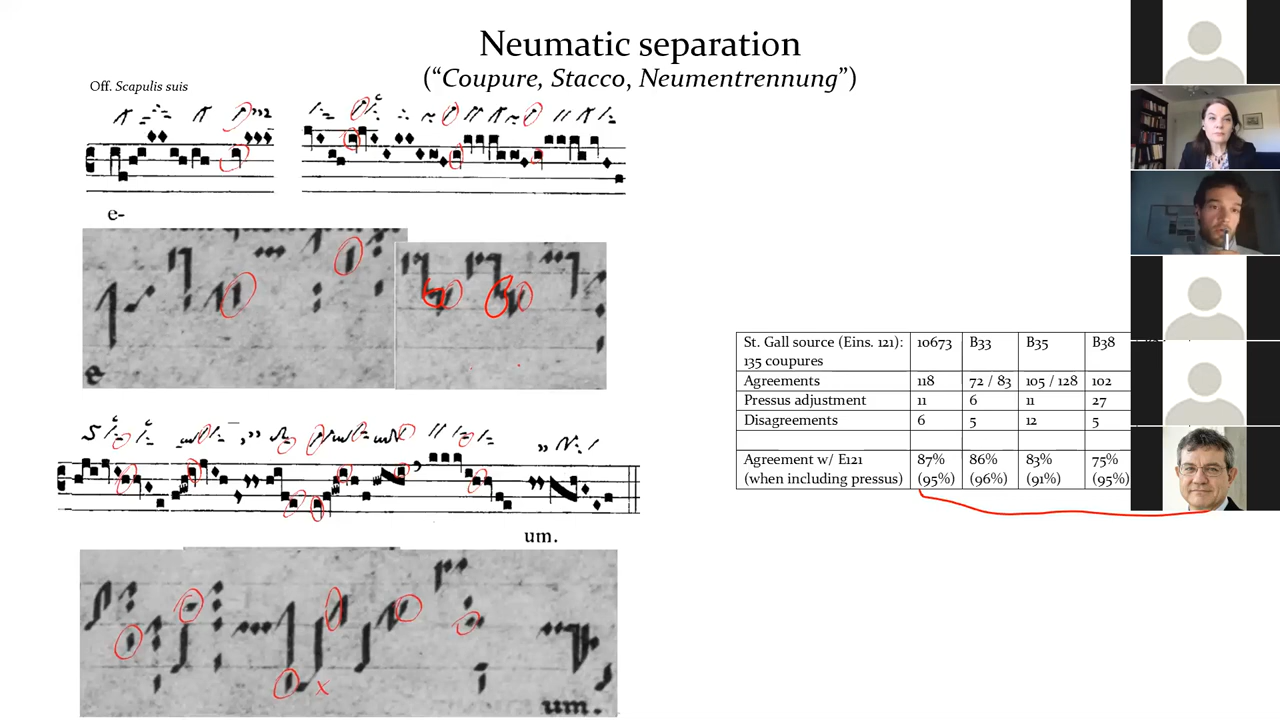 Neumatic separation
(“Coupure, Stacco, Neumentrennung”)
Off. Scapulis suis
e-
e
um.
x
um.
St. Gall source (Eins. 121): 135 coupures 10673 B33 B35 B38
Agreements 118 72 / 83 105 / 128 102
Pressus adjustment 11 6 11 27
Disagreements 6 5 12 5
Agreement w/ E121 (when including pressus) 87% (95%) 86% (96%) 83% (91%) 75% (95%)